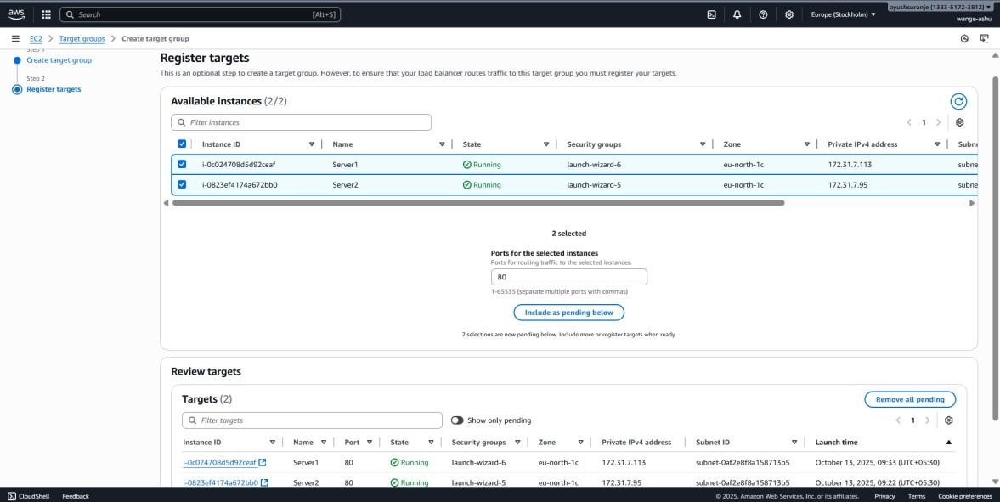 aws
Search [Alt+S]
Europe (Stockholm) ▼
ayushsuranje (1383-5172-3812) ▼
wange-ashu
EC2 > Target groups > Create target group
Step 1
Create target group
Step 2
Register targets
Register targets
This is an optional step to create a target group. However, to ensure that your load balancer routes traffic to this target group you must register your targets.
Available instances (2/2)
Filter instances
1
Instance ID Name State Security groups Zone Private IPv4 address Subn
i-0c024708d5d92ceaf Server1 Running launch-wizard-6 eu-north-1c 172.31.7.113 subne
i-0823ef4174a672bb0 Server2 Running launch-wizard-5 eu-north-1c 172.31.7.95 subne
2 selected
Ports for the selected instances
Ports for routing traffic to the selected instances.
80
1-65535 (separate multiple ports with commas)
Include as pending below
2 selections are now pending below. Include more or register targets when ready.
Review targets
Targets (2)
Remove all pending
Filter targets
Show only pending
1
Instance ID Name Port State Security groups Zone Private IPv4 address Subnet ID Launch time
i-0c024708d5d92ceaf Server1 80 Running launch-wizard-6 eu-north-1c 172.31.7.113 subnet-0af2e8f8a158713b5 October 13, 2025, 09:33 (UTC+05:30)
i-0823ef4174a672bb0 Server2 80 Running launch-wizard-5 eu-north-1c 172.31.7.95 subnet-0af2e8f8a158713b5 October 13, 2025, 09:22 (UTC+05:30)
CloudShell Feedback © 2025, Amazon Web Services, Inc. or its affiliates. Privacy Terms Cookie preferences